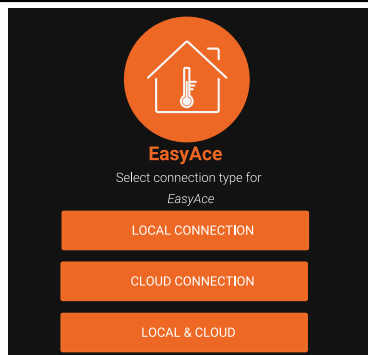 EasyAce
Select connection type for
EasyAce
LOCAL CONNECTION
CLOUD CONNECTION
LOCAL & CLOUD